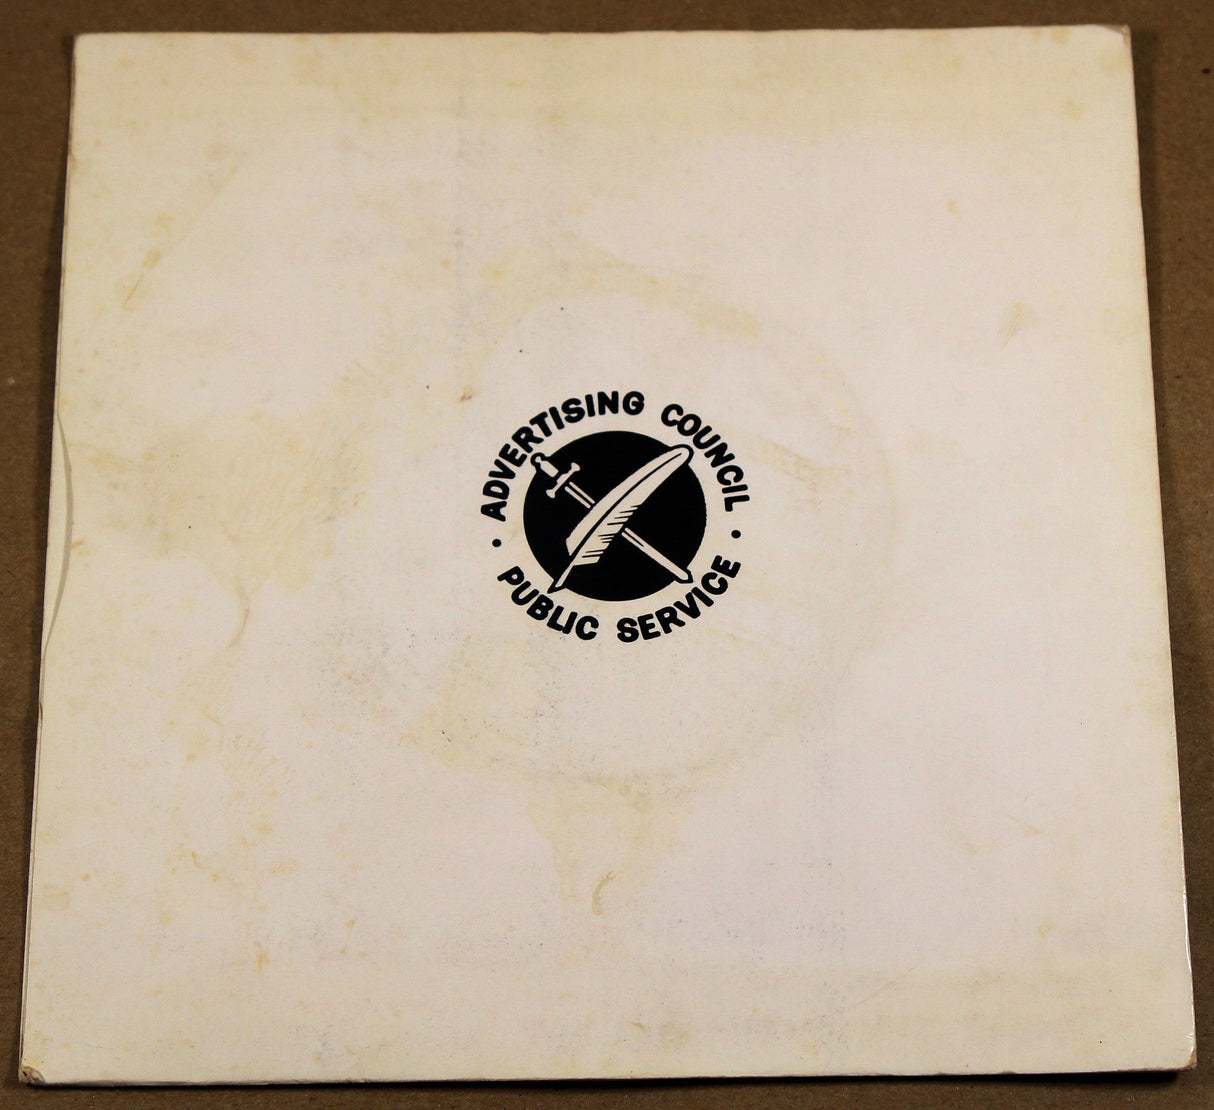 ADVERTISING COUNCIL
• PUBLIC SERVICE •